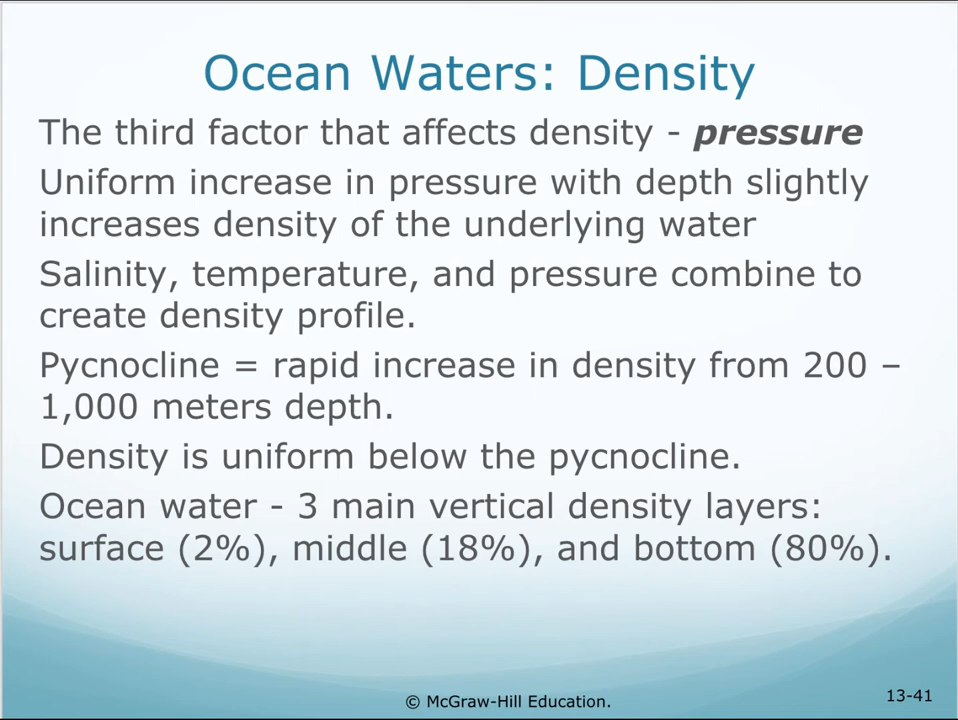 Ocean Waters: Density
The third factor that affects density - pressure
Uniform increase in pressure with depth slightly
increases density of the underlying water
Salinity, temperature, and pressure combine to
create density profile.
Pycnocline = rapid increase in density from 200 –
1,000 meters depth.
Density is uniform below the pycnocline.
Ocean water - 3 main vertical density layers:
surface (2%), middle (18%), and bottom (80%).
© McGraw-Hill Education.
13-41